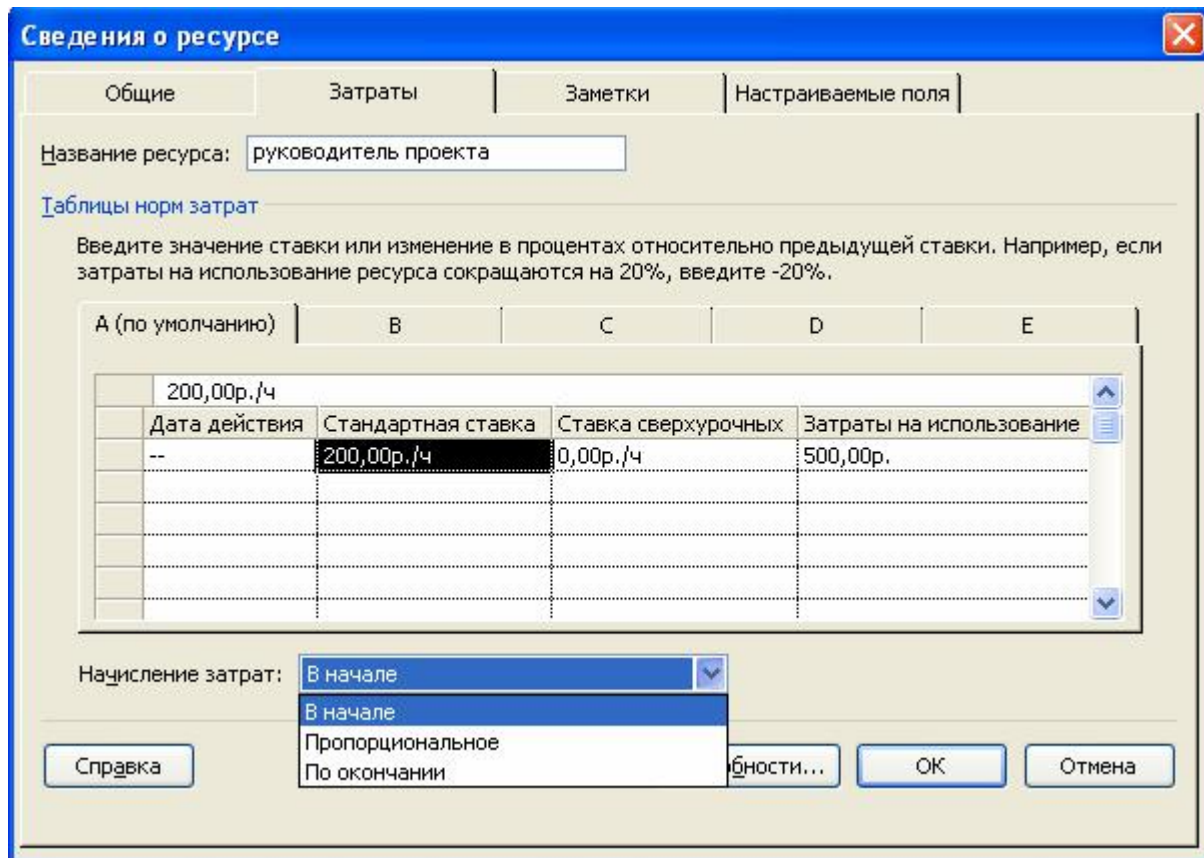 Сведения о ресурсе
Общие Затраты Заметки Настраиваемые поля
Название ресурса: руководитель проекта
Таблицы норм затрат
Введите значение ставки или изменение в процентах относительно предыдущей ставки. Например, если
затраты на использование ресурса сокращаются на 20%, введите -20%.
A (по умолчанию) B C D E
200,00р./ч
Дата действия Стандартная ставка Ставка сверхурочных Затраты на использование
-- 200,00р./ч 0,00р./ч 500,00р.
Начисление затрат: В начале
В начале
Пропорциональное
По окончании
Справка бности... ОК Отмена